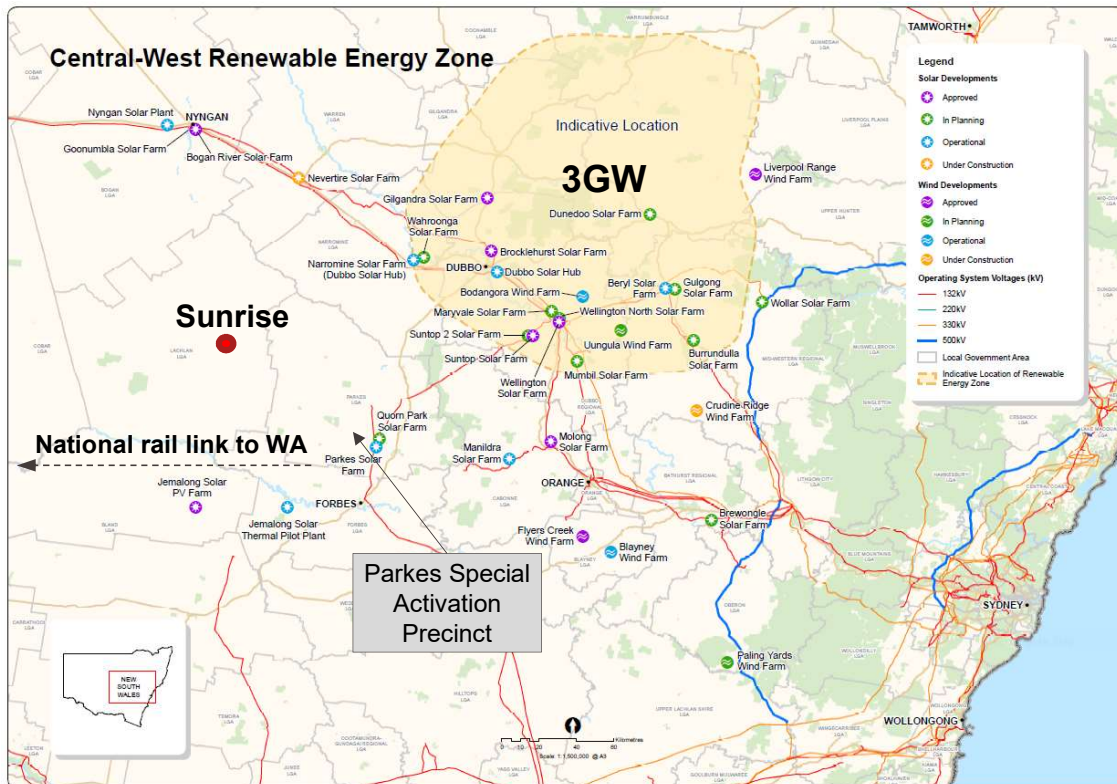 Central-West Renewable Energy Zone
TAMWORTH
Indicative Location
3GW
Nyngan Solar Plant
NYNGAN
Goonumbla Solar Farm
Bogan River Solar Farm
Nevertire Solar Farm
Liverpool Range
Wind Farm
Gilgandra Solar Farm
Dunedoo Solar Farm
Wahroonga
Solar Farm
Brocklehurst Solar Farm
Narromine Solar Farm
(Dubbo Solar Hub)
DUBBO
Dubbo Solar Hub
Beryl Solar
Farm
Gulgong
Solar Farm
Bodangora Wind Farm
Wollar Solar Farm
Maryvale Solar Farm
Wellington North Solar Farm
Sunrise
Suntop 2 Solar Farm
Uungula Wind Farm
Suntop Solar Farm
Burrundulla
Solar Farm
Wellington
Solar Farm
Mumbil Solar Farm
Crudine Ridge
Wind Farm
Quorn Park
Solar Farm
National rail link to WA
Parkes Solar
Farm
Manildra
Solar Farm
Molong
Solar Farm
Jemalong Solar
PV Farm
FORBES
ORANGE
Jemalong Solar
Thermal Pilot Plant
Brewongle
Solar Farm
Flyers Creek
Wind Farm
Blayney
Wind Farm
Parkes Special
Activation
Precinct
SYDNEY
Paling Yards
Wind Farm
WOLLONGONG
NEW
SOUTH
WALES
Kilometres
Scale 1:1,500,000 @ A3
Legend
Solar Developments
Approved
In Planning
Operational
Under Construction
Wind Developments
Approved
In Planning
Operational
Under Construction
Operating System Voltages (kV)
132kV
220kV
330kV
500kV
Local Government Area
Indicative Location of Renewable
Energy Zone